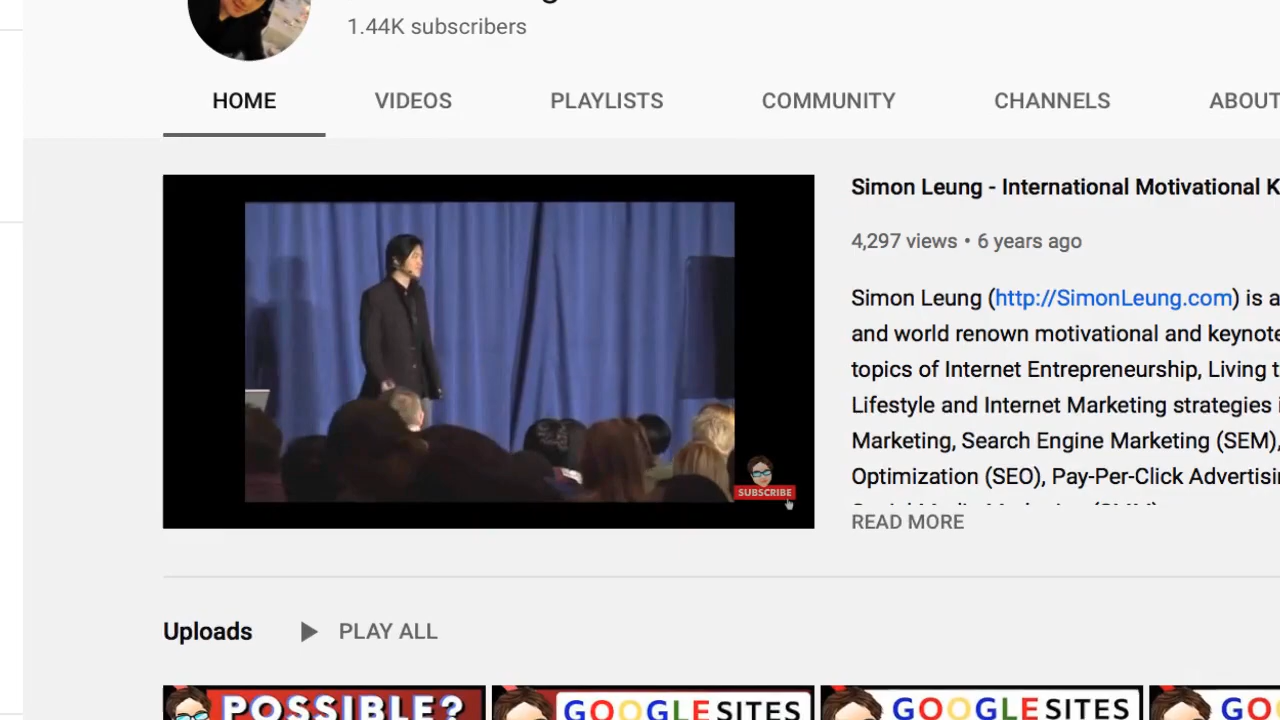 1.44K subscribers
HOME VIDEOS PLAYLISTS COMMUNITY CHANNELS ABOUT
Simon Leung - International Motivational K
4,297 views • 6 years ago
Simon Leung (http://SimonLeung.com) is a
and world renown motivational and keynote
topics of Internet Entrepreneurship, Living t
Lifestyle and Internet Marketing strategies i
Marketing, Search Engine Marketing (SEM),
Optimization (SEO), Pay-Per-Click Advertisi
READ MORE
SUBSCRIBE
Uploads PLAY ALL
POSSIBLE? GOOGLE SITES GOOGLE SITES GO